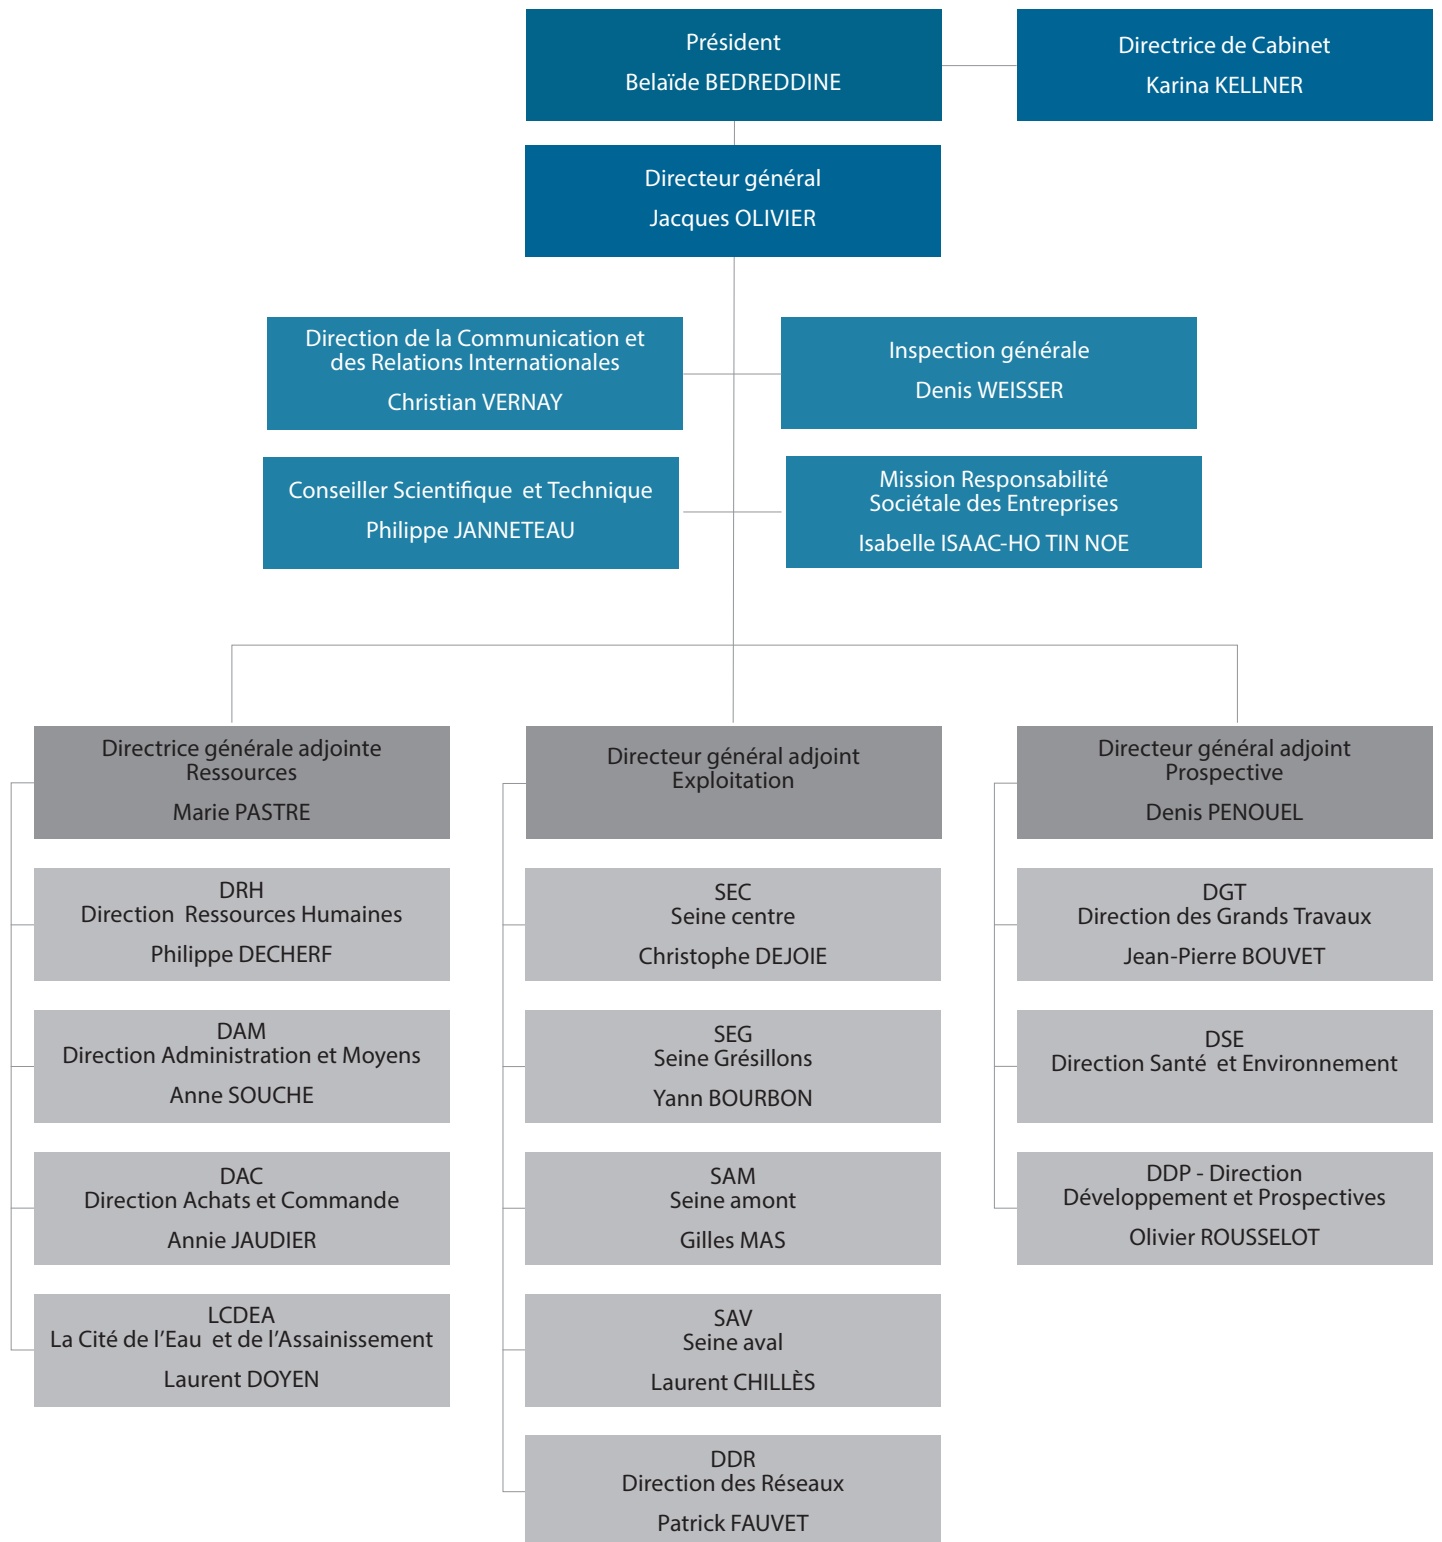 Président
Belaïde BEDREDDINE
Directrice de Cabinet
Karina KELLNER
Directeur général
Jacques OLIVIER
Direction de la Communication et
des Relations Internationales
Christian VERNAY
Inspection générale
Denis WEISSER
Conseiller Scientifique et Technique
Philippe JANNETEAU
Mission Responsabilité
Sociétale des Entreprises
Isabelle ISAAC-HO TIN NOE
Directrice générale adjointe
Ressources
Marie PASTRE
DRH
Direction Ressources Humaines
Philippe DECHERF
DAM
Direction Administration et Moyens
Anne SOUCHE
DAC
Direction Achats et Commande
Annie JAUDIER
LCDEA
La Cité de l'Eau et de l'Assainissement
Laurent DOYEN
Directeur général adjoint
Exploitation
SEC
Seine centre
Christophe DEJOIE
SEG
Seine Grésillons
Yann BOURBON
SAM
Seine amont
Gilles MAS
SAV
Seine aval
Laurent CHILLÈS
DDR
Direction des Réseaux
Patrick FAUVET
Directeur général adjoint
Prospective
Denis PENOUEL
DGT
Direction des Grands Travaux
Jean-Pierre BOUVET
DSE
Direction Santé et Environnement
DDP - Direction
Développement et Prospectives
Olivier ROUSSELOT